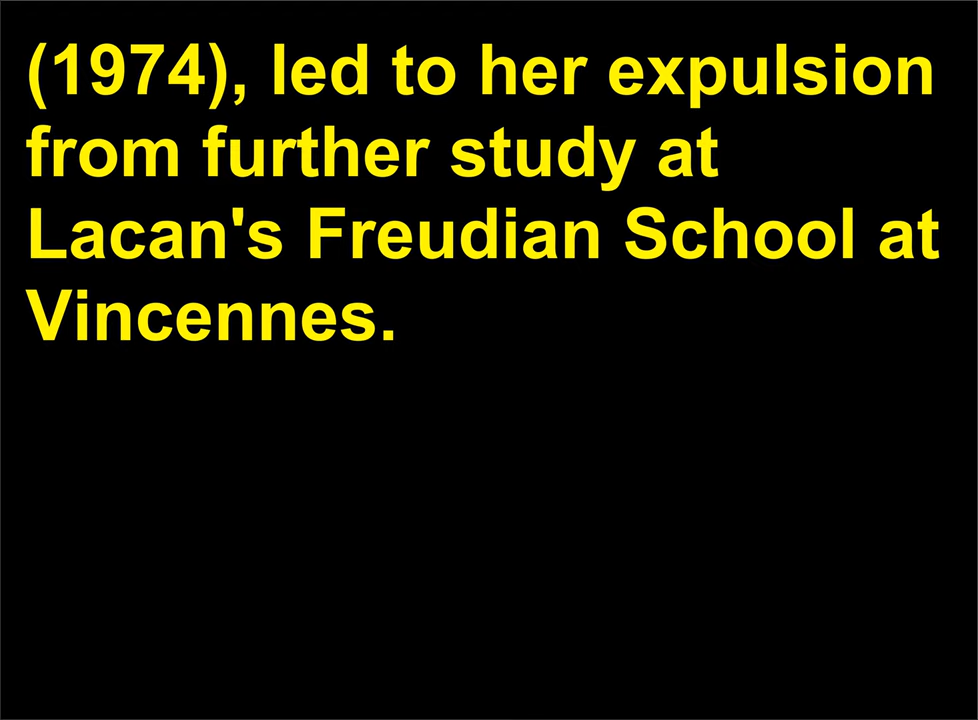 (1974), led to her expulsion
from further study at
Lacan's Freudian School at
Vincennes.